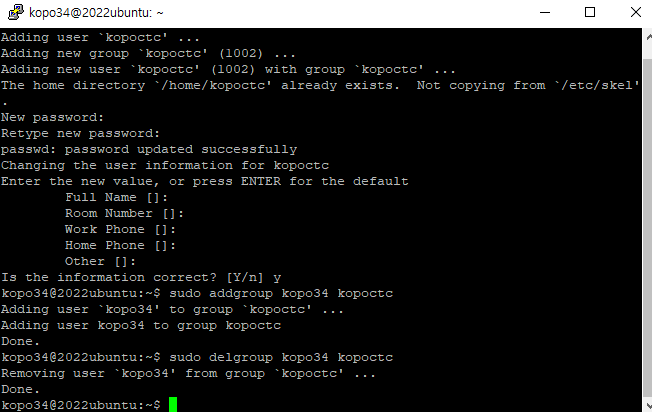 kopo34@2022ubuntu: ~
Adding user `kopoctc' ...
Adding new group `kopoctc' (1002) ...
Adding new user `kopoctc' (1002) with group `kopoctc' ...
The home directory `/home/kopoctc' already exists.  Not copying from `/etc/skel'
.
New password:
Retype new password:
passwd: password updated successfully
Changing the user information for kopoctc
Enter the new value, or press ENTER for the default
        Full Name []:
        Room Number []:
        Work Phone []:
        Home Phone []:
        Other []:
Is the information correct? [Y/n] y
kopo34@2022ubuntu:~$ sudo addgroup kopo34 kopoctc
Adding user `kopo34' to group `kopoctc' ...
Adding user kopo34 to group kopoctc
Done.
kopo34@2022ubuntu:~$ sudo delgroup kopo34 kopoctc
Removing user `kopo34' from group `kopoctc' ...
Done.
kopo34@2022ubuntu:~$